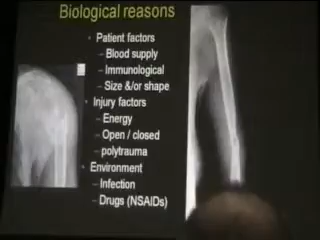 Biological reasons
• Patient factors
– Blood supply
– Immunological
– Size &/or shape
• Injury factors
– Energy
– Open / closed
– polytrauma
• Environment
– Infection
– Drugs (NSAIDs)